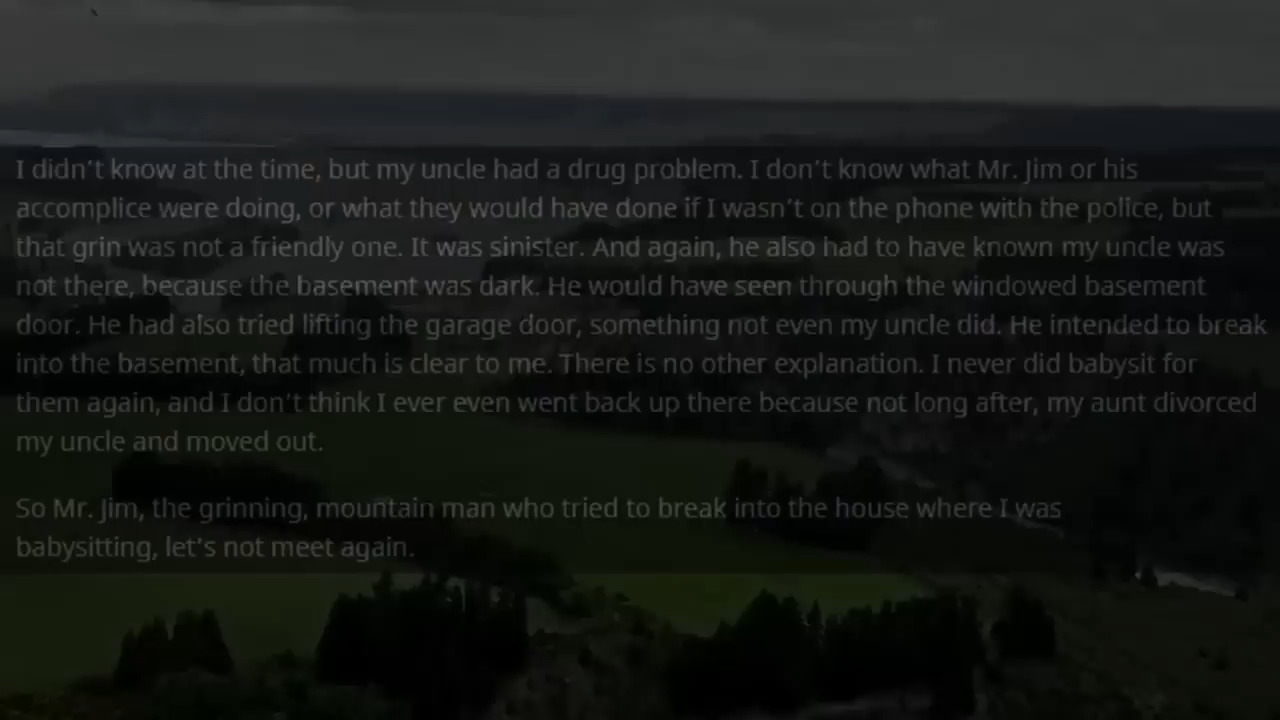 I didn’t know at the time, but my uncle had a drug problem. I don’t know what Mr. Jim or his
accomplice were doing, or what they would have done if I wasn’t on the phone with the police, but
that grin was not a friendly one. It was sinister. And again, he also had to have known my uncle was
not there, because the basement was dark. He would have seen through the windowed basement
door. He had also tried lifting the garage door, something not even my uncle did. He intended to break
into the basement, that much is clear to me. There is no other explanation. I never did babysit for
them again, and I don’t think I ever even went back up there because not long after, my aunt divorced
my uncle and moved out.
So Mr. Jim, the grinning, mountain man who tried to break into the house where I was
babysitting, let’s not meet again.